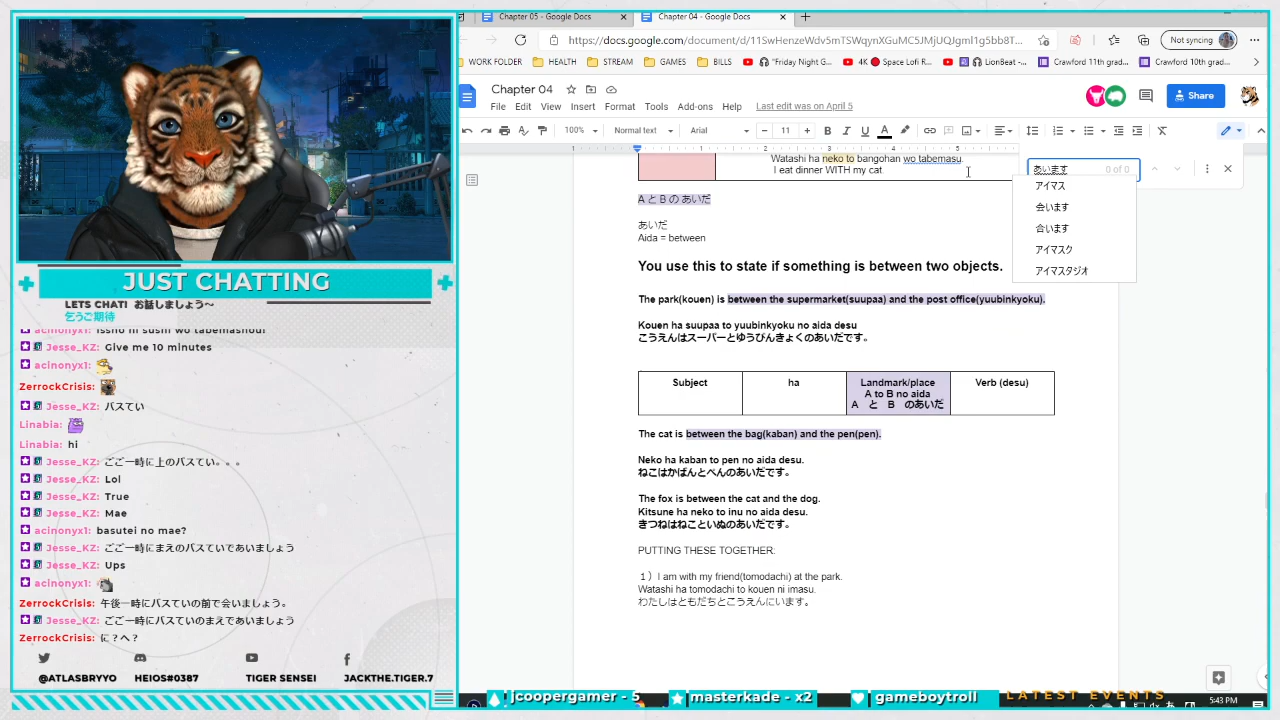 JUST CHATTING
LETS CHAT! お話しましょう～
乞うご期待
acinonyx1: issho ni sushi wo tabemashou!
Jesse_KZ: Give me 10 minutes
acinonyx1:
ZerrockCrisis:
Jesse_KZ: バスてい
Linabia:
Linabia: hi
Jesse_KZ: ごご一時に上のバスてい。。。
Jesse_KZ: Lol
Jesse_KZ: True
Jesse_KZ: Mae
acinonyx1: basutei no mae?
Jesse_KZ: ごご一時にまえのバスていであいましょう
Jesse_KZ: Ups
acinonyx1:
ZerrockCrisis: 午後一時にバスていの前で会いましょう。
Jesse_KZ: ごご一時にバスていのまえであいましょう
ZerrockCrisis: に？へ？
@ATLASBRYYO
HEIOS#0387
TIGER SENSEI
JACKTHE.TIGER.7
Chapter 05 - Google Docs
Chapter 04 - Google Docs
https://docs.google.com/document/d/11SwHenzeWdv5mTSWqynXGuMC5JMjUQJgml1g5bb8T...
Not syncing
WORK FOLDER
HEALTH
STREAM
GAMES
BILLS
"Friday Night G...
4K
Space Lofi R...
LionBeat -...
Crawford 11th grad...
Crawford 10th grad...
Chapter 04
File Edit View Insert Format Tools Add-ons Help Last edit was on April 5
Share
100%
Normal text
Arial
11
B I U A
1 1 2 3 4 5
あいます 0 of 0
アイマス
会います
合います
アイマスク
アイマスタジオ
Watashi ha neko to bangohan wo tabemasu.
I eat dinner WITH my cat.
A と B の あいだ
あいだ
Aida = between
You use this to state if something is between two objects.
The park(kouen) is between the supermarket(suupaa) and the post office(yuubinkyoku).
Kouen ha suupaa to yuubinkyoku no aida desu
こうえんはスーパーとゆうびんきょくのあいだです。
Subject
ha
Landmark/place
A to B no aida
A と B のあいだ
Verb (desu)
The cat is between the bag(kaban) and the pen(pen).
Neko ha kaban to pen no aida desu.
ねこはかばんとぺんのあいだです。
The fox is between the cat and the dog.
Kitsune ha neko to inu no aida desu.
きつねはねこといぬのあいだです。
PUTTING THESE TOGETHER:
１）I am with my friend(tomodachi) at the park.
Watashi ha tomodachi to kouen ni imasu.
わたしはともだちとこうえんにいます。
jcoopergamer - 5
masterkade - x2
gameboytroll
LATEST EVEN
5:43 PM